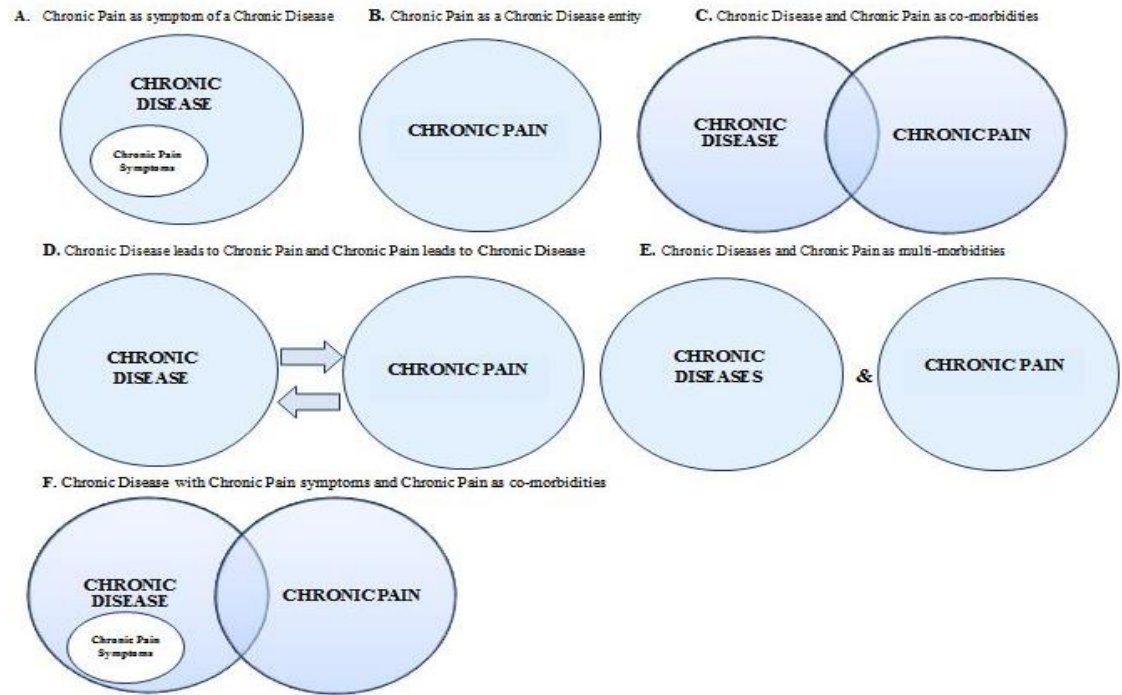 A. Chronic Pain as symptom of a Chronic Disease
CHRONIC
DISEASE
Chronic Pain
Symptoms
B. Chronic Pain as a Chronic Disease entity
CHRONIC PAIN
C. Chronic Disease and Chronic Pain as co-morbidities
CHRONIC
DISEASE
CHRONIC PAIN
D. Chronic Disease leads to Chronic Pain and Chronic Pain leads to Chronic Disease
CHRONIC
DISEASE
CHRONIC PAIN
E. Chronic Diseases and Chronic Pain as multi-morbidities
CHRONIC
DISEASES
&
CHRONIC PAIN
F. Chronic Disease with Chronic Pain symptoms and Chronic Pain as co-morbidities
CHRONIC
DISEASE
Chronic Pain
Symptoms
CHRONIC PAIN